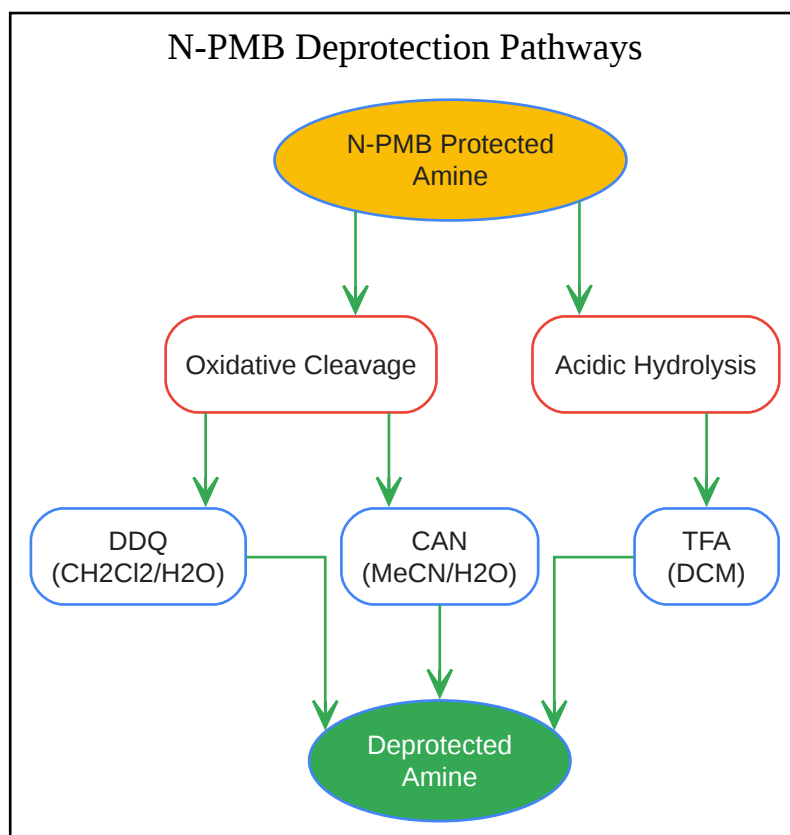 N-PMB Deprotection Pathways
N-PMB Protected
Amine
Oxidative Cleavage
Acidic Hydrolysis
DDQ
(CH2Cl2/H2O)
CAN
(MeCN/H2O)
TFA
(DCM)
Deprotected
Amine